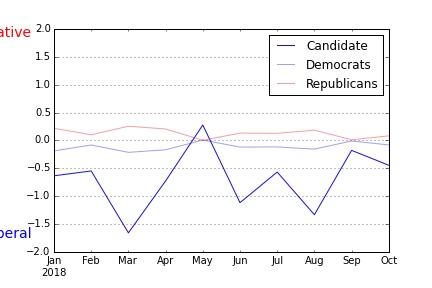 2.0
Candidate
Democrats
Republicans
ative
1.5
1.0
0.5
0.0
−0.5
−1.0
−1.5
beral
−2.0
Jan Feb Mar Apr May Jun Jul Aug Sep Oct
2018